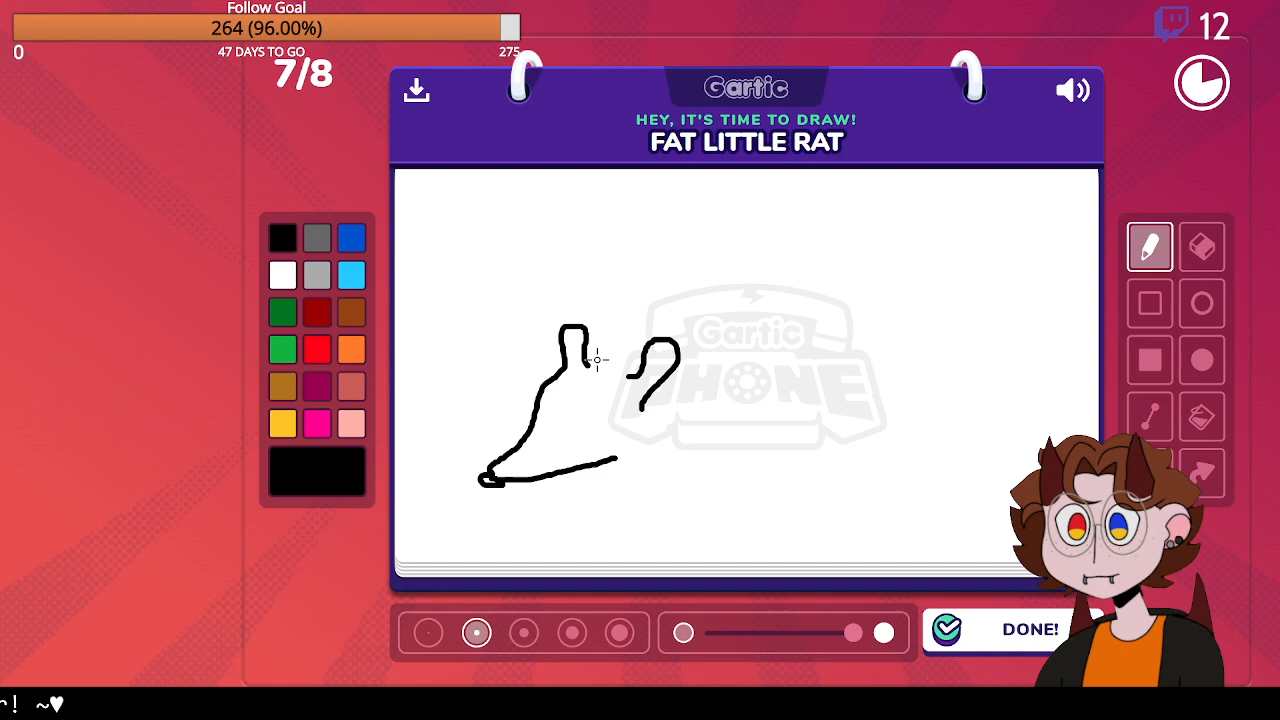 Follow Goal
264 (96.00%)
0
47 DAYS TO GO
275
7/8
12
Gartic
HEY, IT'S TIME TO DRAW!
FAT LITTLE RAT
Gartic
PHONE
DONE!
r! ~♥